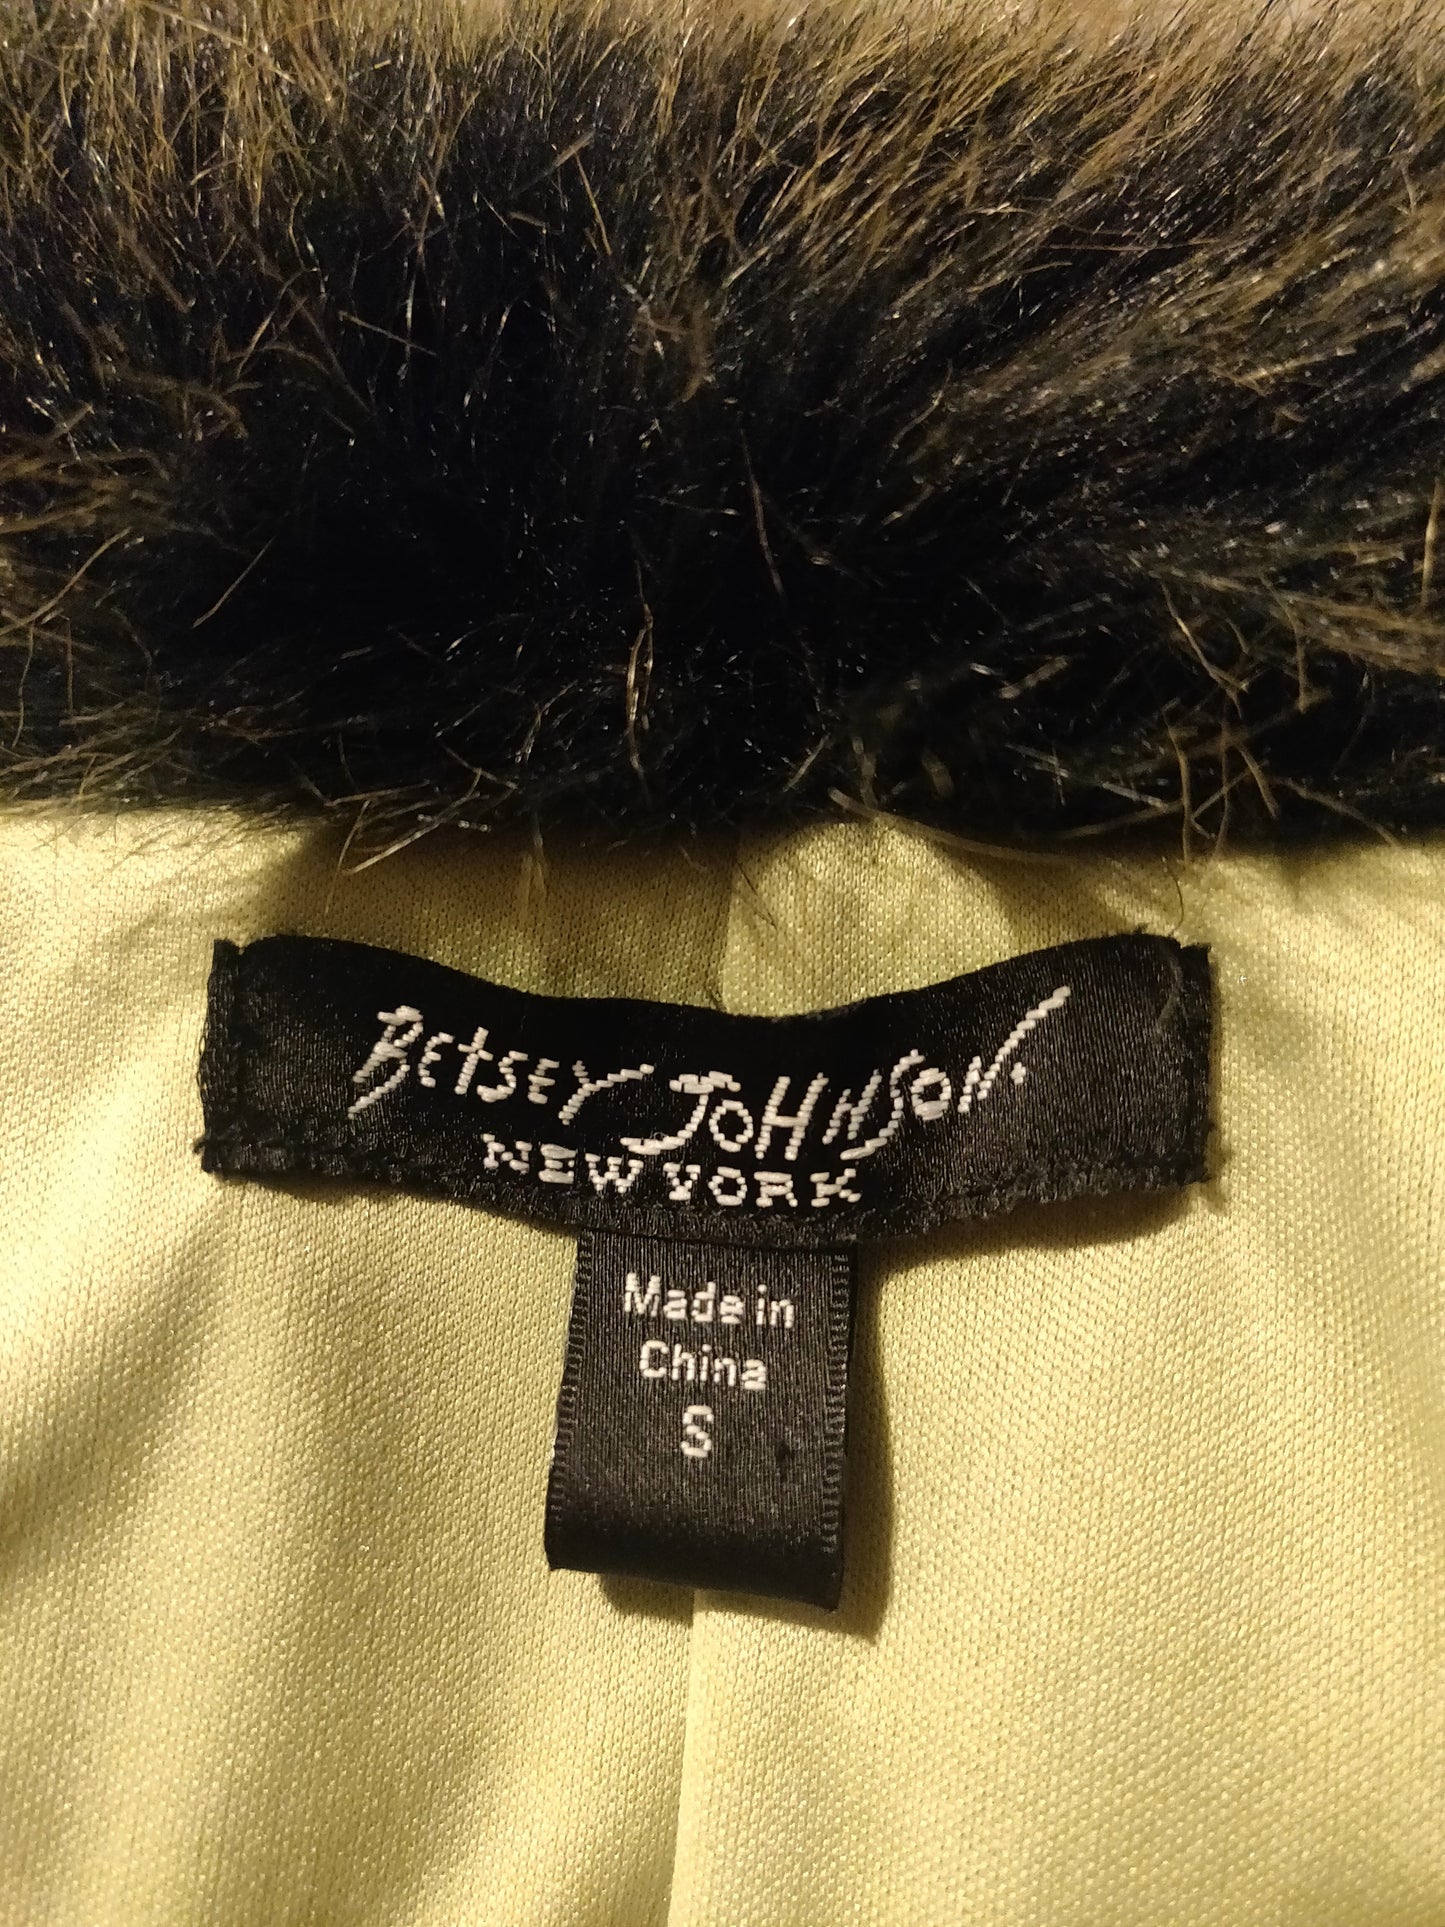 BETSEY JOHNSON.
NEW YORK
Made in
China
S